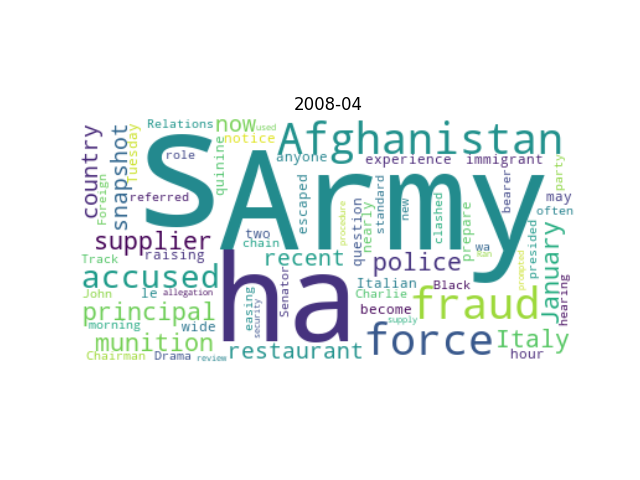 2008-04
Relations
now
used
Afghanistan
country
Foreign
snapshot
Tuesday
s
Army
notice
quinine
role
anyone
experience
immigrant
party
bearer
may
often
referred
escaped
procedure
nearly
standard
new
clashed
prepare
question
supplier
raising
two
chain
wa
Ran
prompted
presided
January
hearing
Track
accused
ha
recent
police
Senator
Italian
Black
John
le
allegation
Charlie
fraud
principal
easing
security
become
supply
morning
wide
munition
force
Italy
Chairman
Drama
review
restaurant
hour